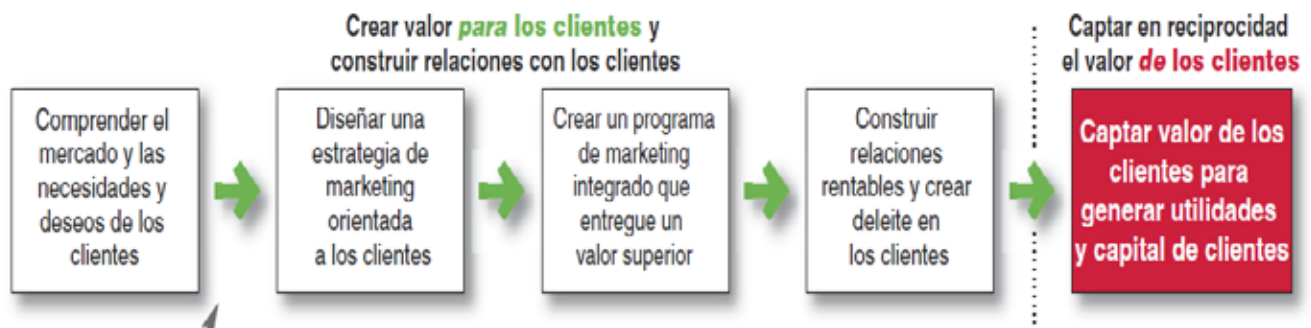 Crear valor para los clientes y
construir relaciones con los clientes
Captar en reciprocidad
el valor de los clientes
Comprender el
mercado y las
necesidades y
deseos de los
clientes
Diseñar una
estrategia de
marketing
orientada
a los clientes
Crear un programa
de marketing
integrado que
entregue un
valor superior
Construir
relaciones
rentables y crear
deleite en
los clientes
Captar valor de los
clientes para
generar utilidades
y capital de clientes